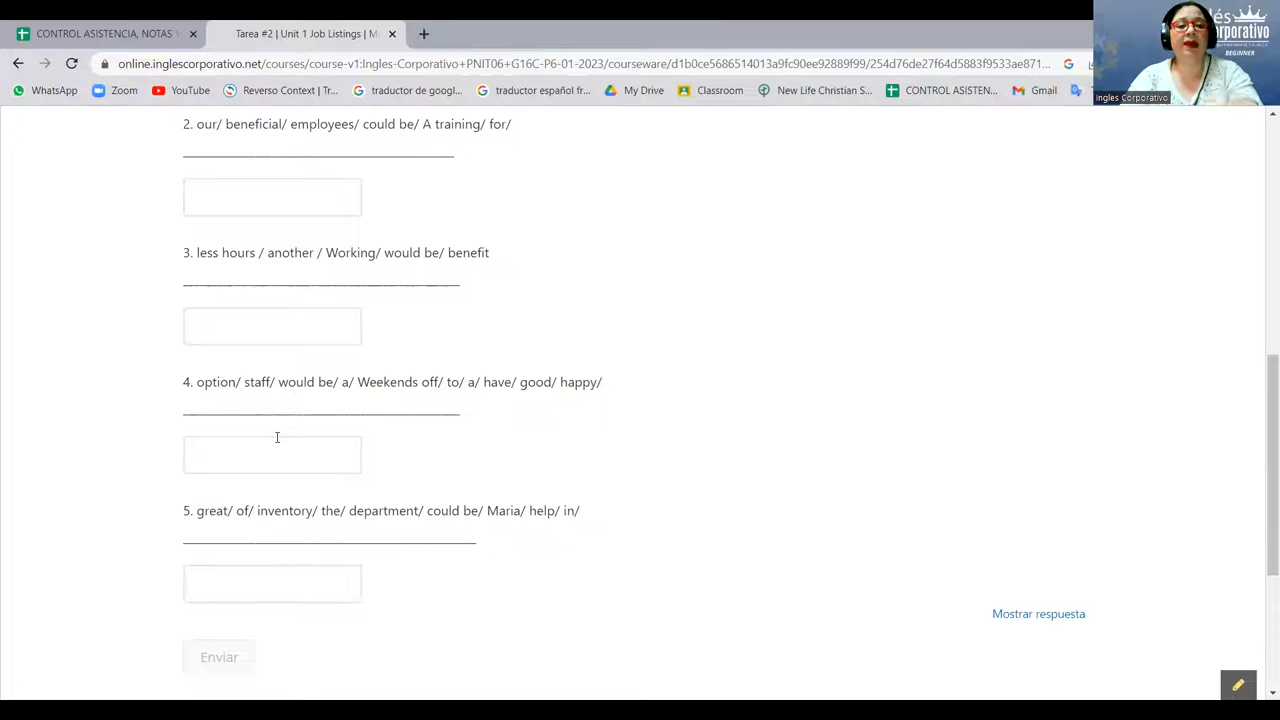 CONTROL ASISTENCIA, NOTAS
Tarea #2 | Unit 1 Job Listings | M
online.inglescorporativo.net/courses/course-v1:Ingles-Corporativo+PNIT06+G1BC-P6-01-2023/courseware/d1b0ce5686514013a9fc90ee92889f99/254d76de27f64d5883f9533ae871...
WhatsApp
Zoom
YouTube
Reverso Context | Tr...
traductor de goog...
traductor español fr...
My Drive
Classroom
New Life Christian S...
CONTROL ASISTEN...
Gmail
BEGINNER
Ingles Corporativo
2. our/ beneficial/ employees/ could be/ A training/ for/
3. less hours / another / Working/ would be/ benefit
4. option/ staff/ would be/ a/ Weekends off/ to/ a/ have/ good/ happy/
5. great/ of/ inventory/ the/ department/ could be/ Maria/ help/ in/
Mostrar respuesta
Enviar